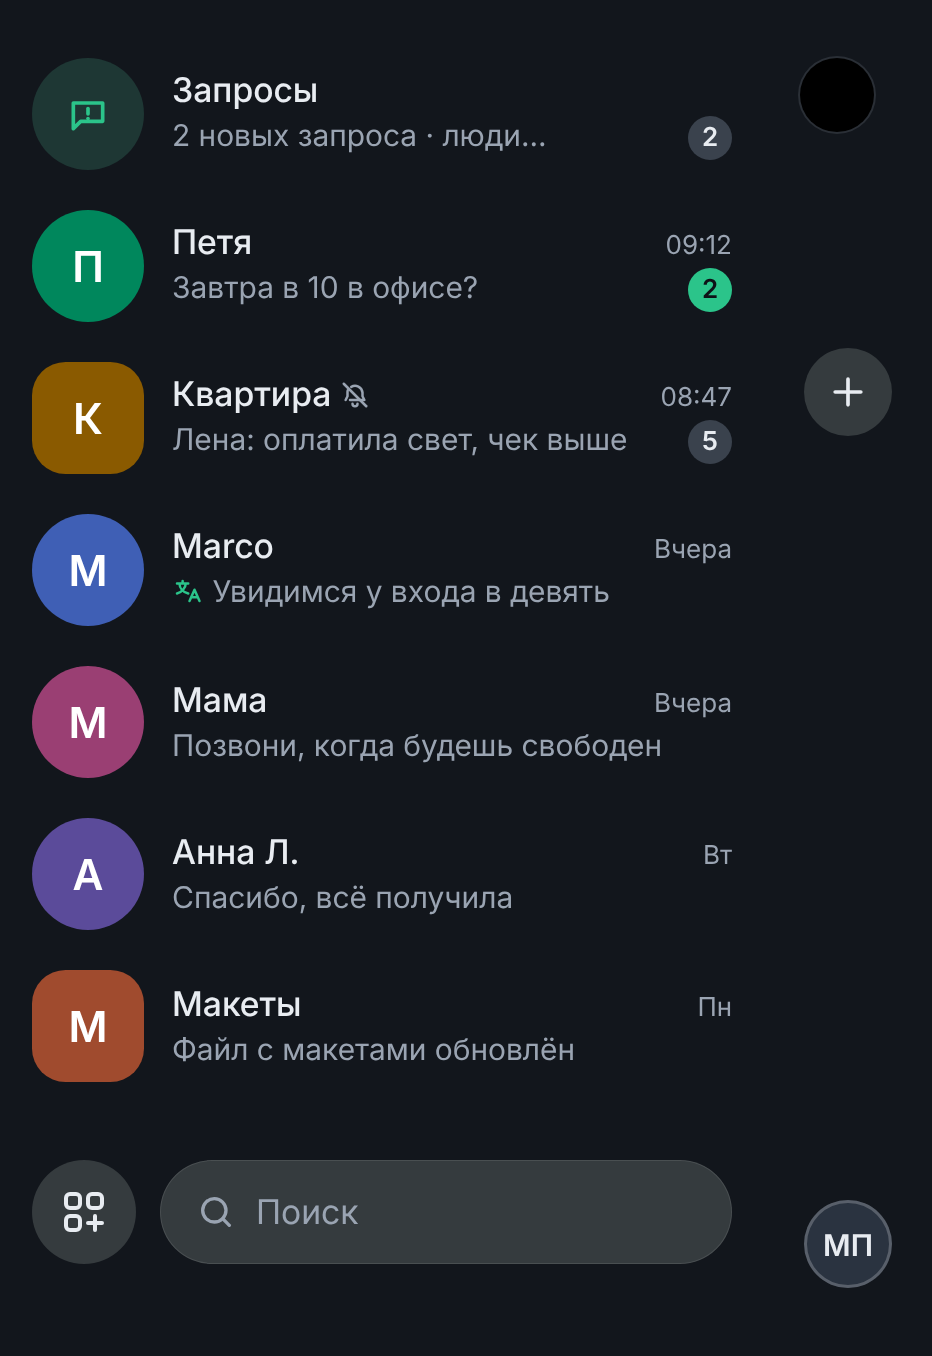 Запросы
2 новых запроса · люди...
2
П
Петя
09:12
Завтра в 10 в офисе?
2
К
Квартира
08:47
Лена: оплатила свет, чек выше
5
M
Marco
Вчера
Увидимся у входа в девять
М
Мама
Вчера
Позвони, когда будешь свободен
А
Анна Л.
Вт
Спасибо, всё получила
М
Макеты
Пн
Файл с макетами обновлён
Поиск
МП